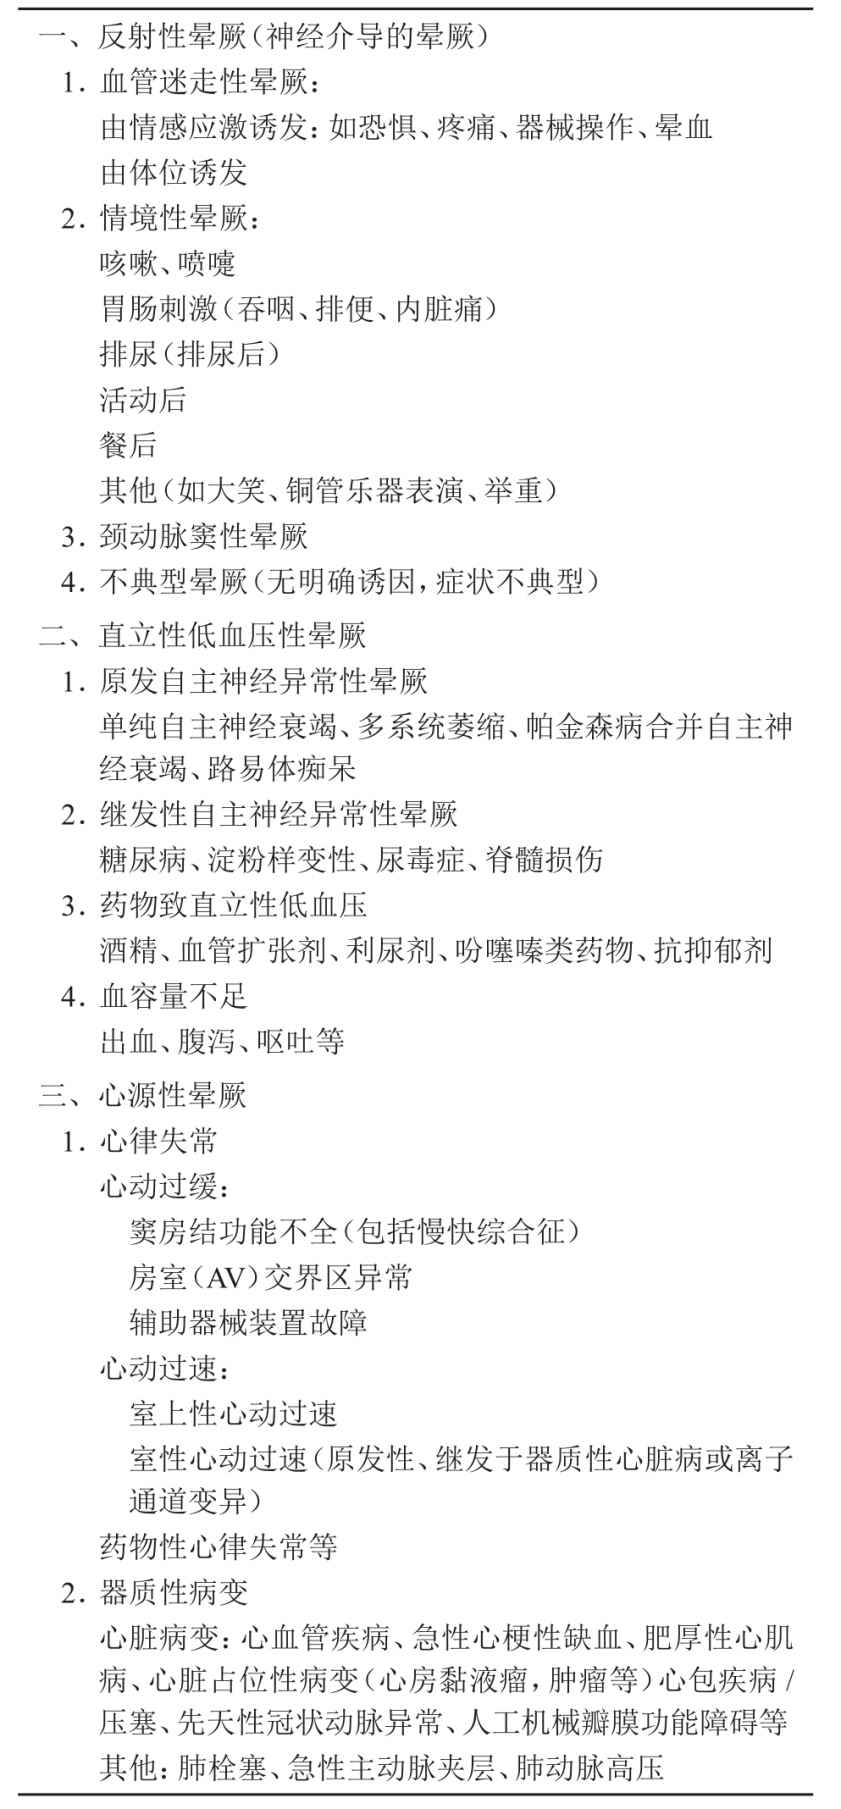 一、反射性晕厥(神经介导的晕厥)
1. 血管迷走性晕厥:
由情感应激诱发:如恐惧、疼痛、器械操作、晕血
由体位诱发
2. 情境性晕厥:
咳嗽、喷嚏
胃肠刺激(吞咽、排便、内脏痛)
排尿(排尿后)
活动后
餐后
其他(如大笑、铜管乐器表演、举重)
3. 颈动脉窦性晕厥
4. 不典型晕厥(无明确诱因,症状不典型)
二、直立性低血压性晕厥
1. 原发自主神经异常性晕厥
单纯自主神经衰竭、多系统萎缩、帕金森病合并自主神
经衰竭、路易体痴呆
2. 继发性自主神经异常性晕厥
糖尿病、淀粉样变性、尿毒症、脊髓损伤
3. 药物致直立性低血压
酒精、血管扩张剂、利尿剂、吩噻嗪类药物、抗抑郁剂
4. 血容量不足
出血、腹泻、呕吐等
三、心源性晕厥
1. 心律失常
心动过缓:
窦房结功能不全(包括慢快综合征)
房室(AV)交界区异常
辅助器械装置故障
心动过速:
室上性心动过速
室性心动过速(原发性、继发于器质性心脏病或离子
通道变异)
药物性心律失常等
2. 器质性病变
心脏病变:心血管疾病、急性心梗性缺血、肥厚性心肌
病、心脏占位性病变(心房黏液瘤,肿瘤等)心包疾病/
压塞、先天性冠状动脉异常、人工机械瓣膜功能障碍等
其他:肺栓塞、急性主动脉夹层、肺动脉高压